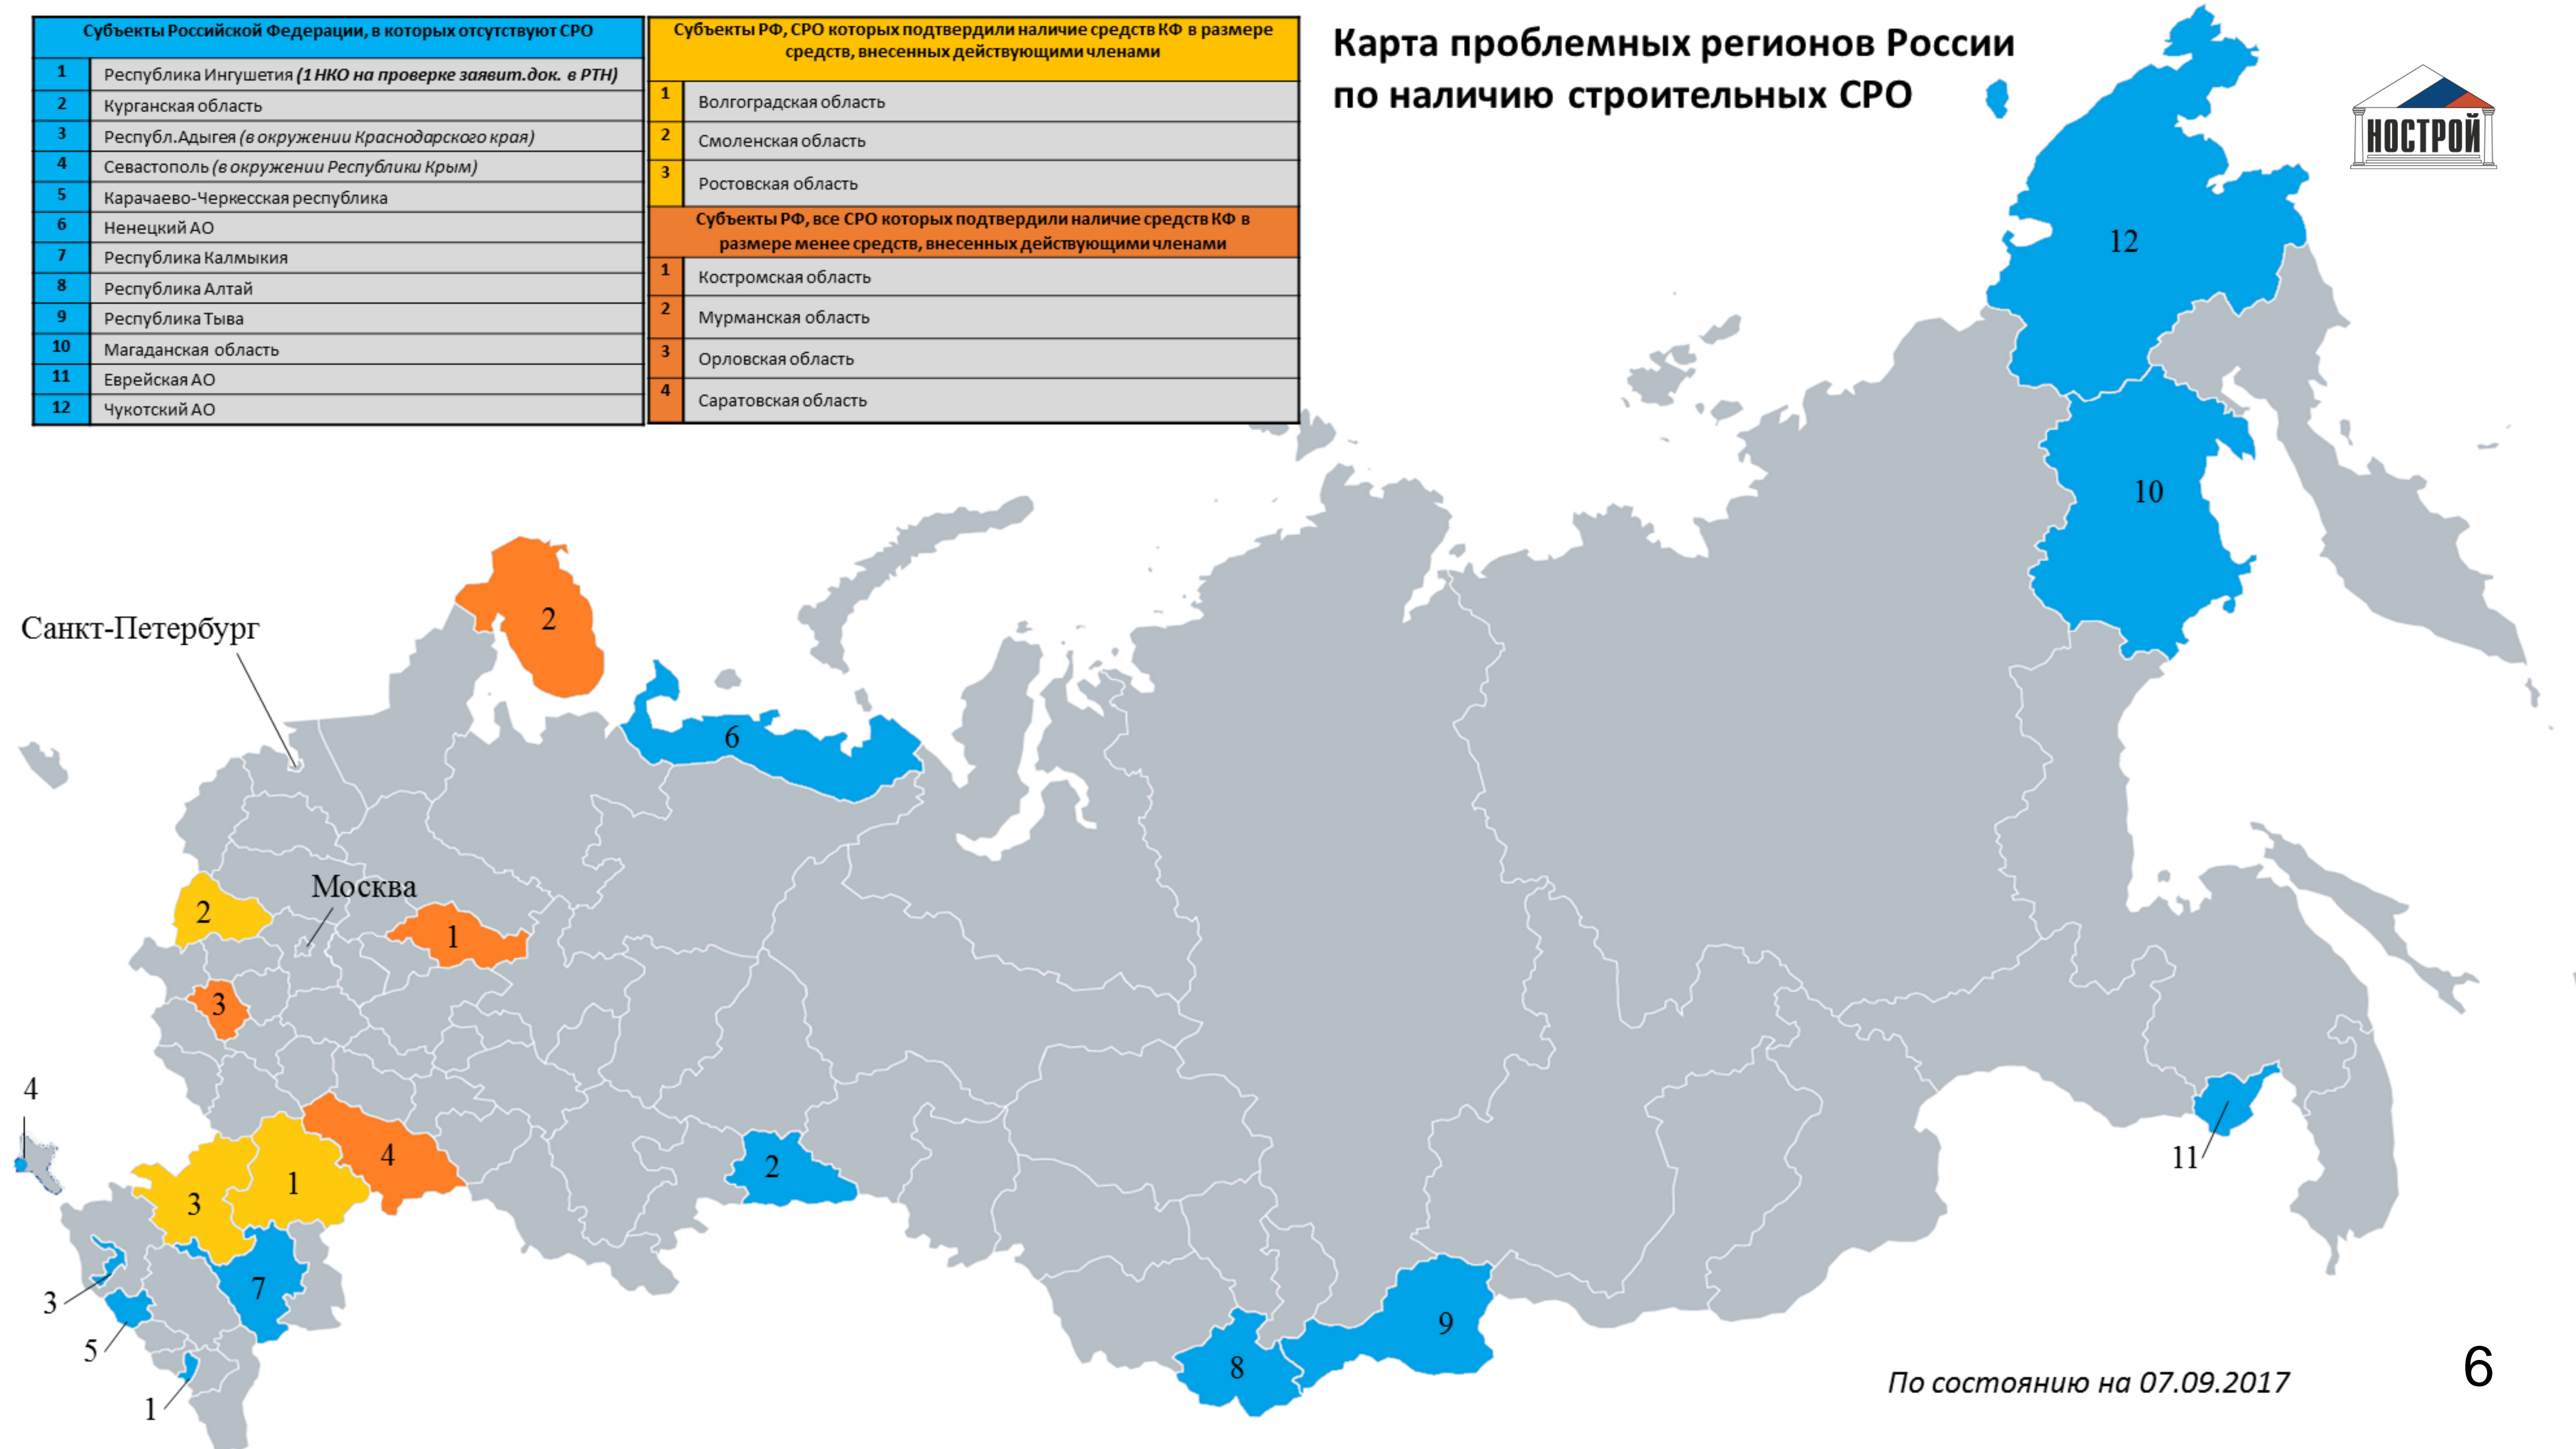 Субъекты Российской Федерации, в которых отсутствуют СРО
1 Республика Ингушетия (1 НКО на проверке заявит.док. в РТН)
2 Курганская область
3 Республ.Адыгея (в окружении Краснодарского края)
4 Севастополь (в окружении Республики Крым)
5 Карачаево-Черкесская республика
6 Ненецкий АО
7 Республика Калмыкия
8 Республика Алтай
9 Республика Тыва
10 Магаданская область
11 Еврейская АО
12 Чукотский АО
Субъекты РФ, СРО которых подтвердили наличие средств КФ в размере
средств, внесенных действующими членами
1 Волгоградская область
2 Смоленская область
3 Ростовская область
Субъекты РФ, все СРО которых подтвердили наличие средств КФ в
размере менее средств, внесенных действующими членами
1 Костромская область
2 Мурманская область
3 Орловская область
4 Саратовская область
Карта проблемных регионов России
по наличию строительных СРО
НОСТРОЙ
12
10
2
Санкт-Петербург
6
Москва
2
1
3
4
4
2
1
3
11
7
3
5
9
8
1
По состоянию на 07.09.2017
6